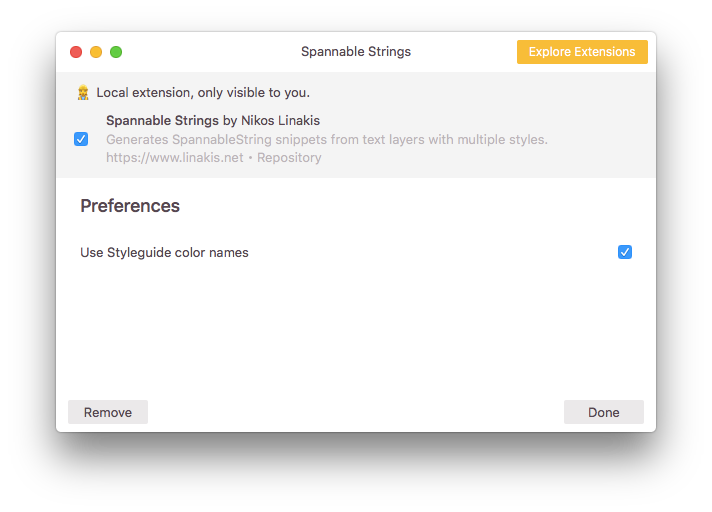 Spannable Strings
Explore Extensions
Local extension, only visible to you.
Spannable Strings by Nikos Linakis
Generates SpannableString snippets from text layers with multiple styles.
https://www.linakis.net · Repository
Preferences
Use Styleguide color names
Remove
Done